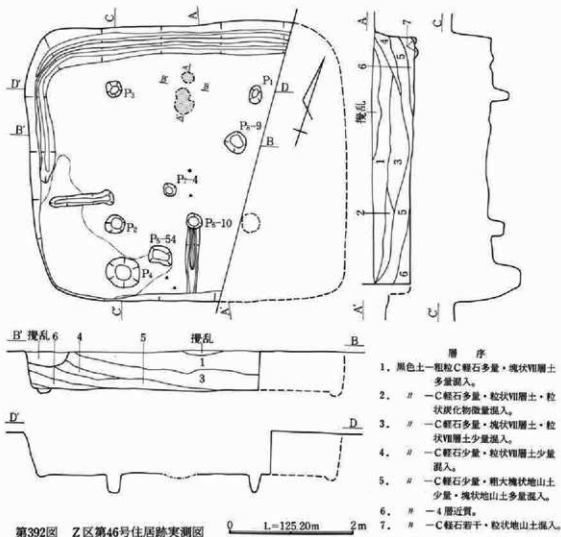 C
A
A
C
7
4
5
6
D'
P₃
P₁
D
B'
P₆-9
B
攪乱
P₇-4
1
3
P₈-10
2
5
P₂
P₅-54
P₄
6
C'
A'
A'
C'
B'
攪乱
6
4
5
攪乱
B
1
3
D'
D
層序
1. 黒色土―粗粒C軽石多量・塊状Ⅶ層土
多量混入。
2. 〃 ―C軽石多量・粒状Ⅶ層土・粒
状炭化物微量混入。
3. 〃 ―C軽石多量・塊状Ⅶ層土・粒
状Ⅶ層土少量混入。
4. 〃 ―C軽石少量・粒状Ⅶ層土少量
混入。
5. 〃 ―C軽石少量・粗大塊状地山土
少量・塊状地山土多量混入。
6. 〃 ―4層近質。
7. 〃 ―C軽石若干・粒状地山土混入。
第392図 Z区第46号住居跡実測図
0 L=125.20m 2m